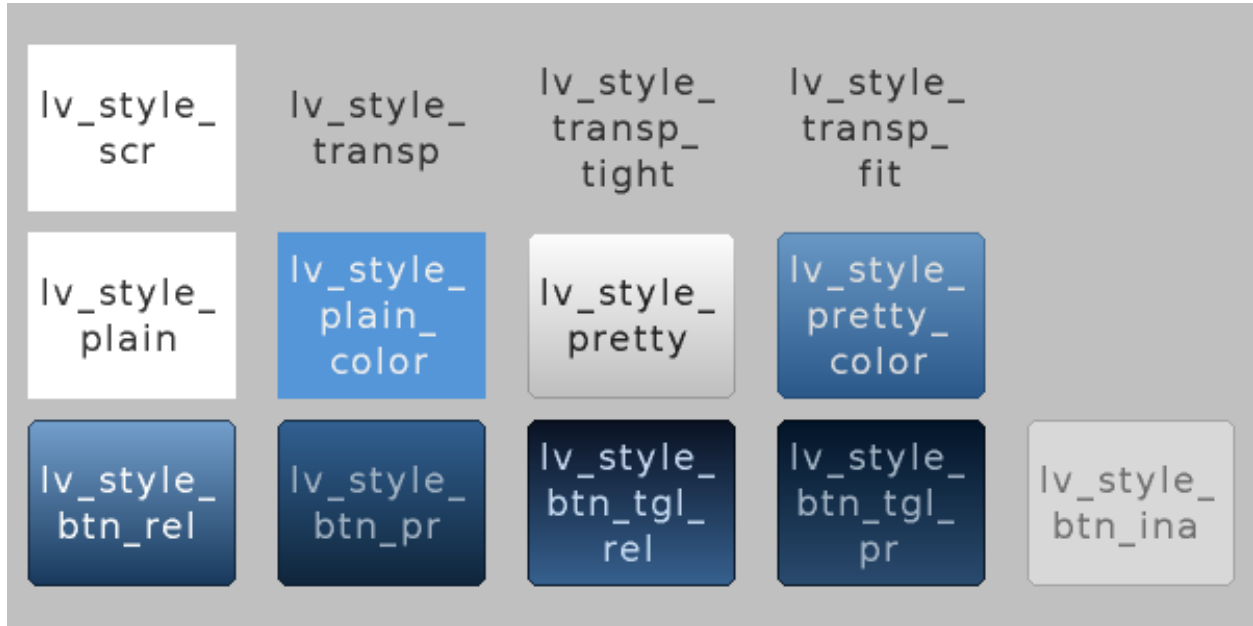 lv_style_
scr
lv_style_
transp
lv_style_
transp_
tight
lv_style_
transp_
fit
lv_style_
plain
lv_style_
plain_
color
lv_style_
pretty
lv_style_
pretty_
color
lv_style_
btn_rel
lv_style_
btn_pr
lv_style_
btn_tgl_
rel
lv_style_
btn_tgl_
pr
lv_style_
btn_ina